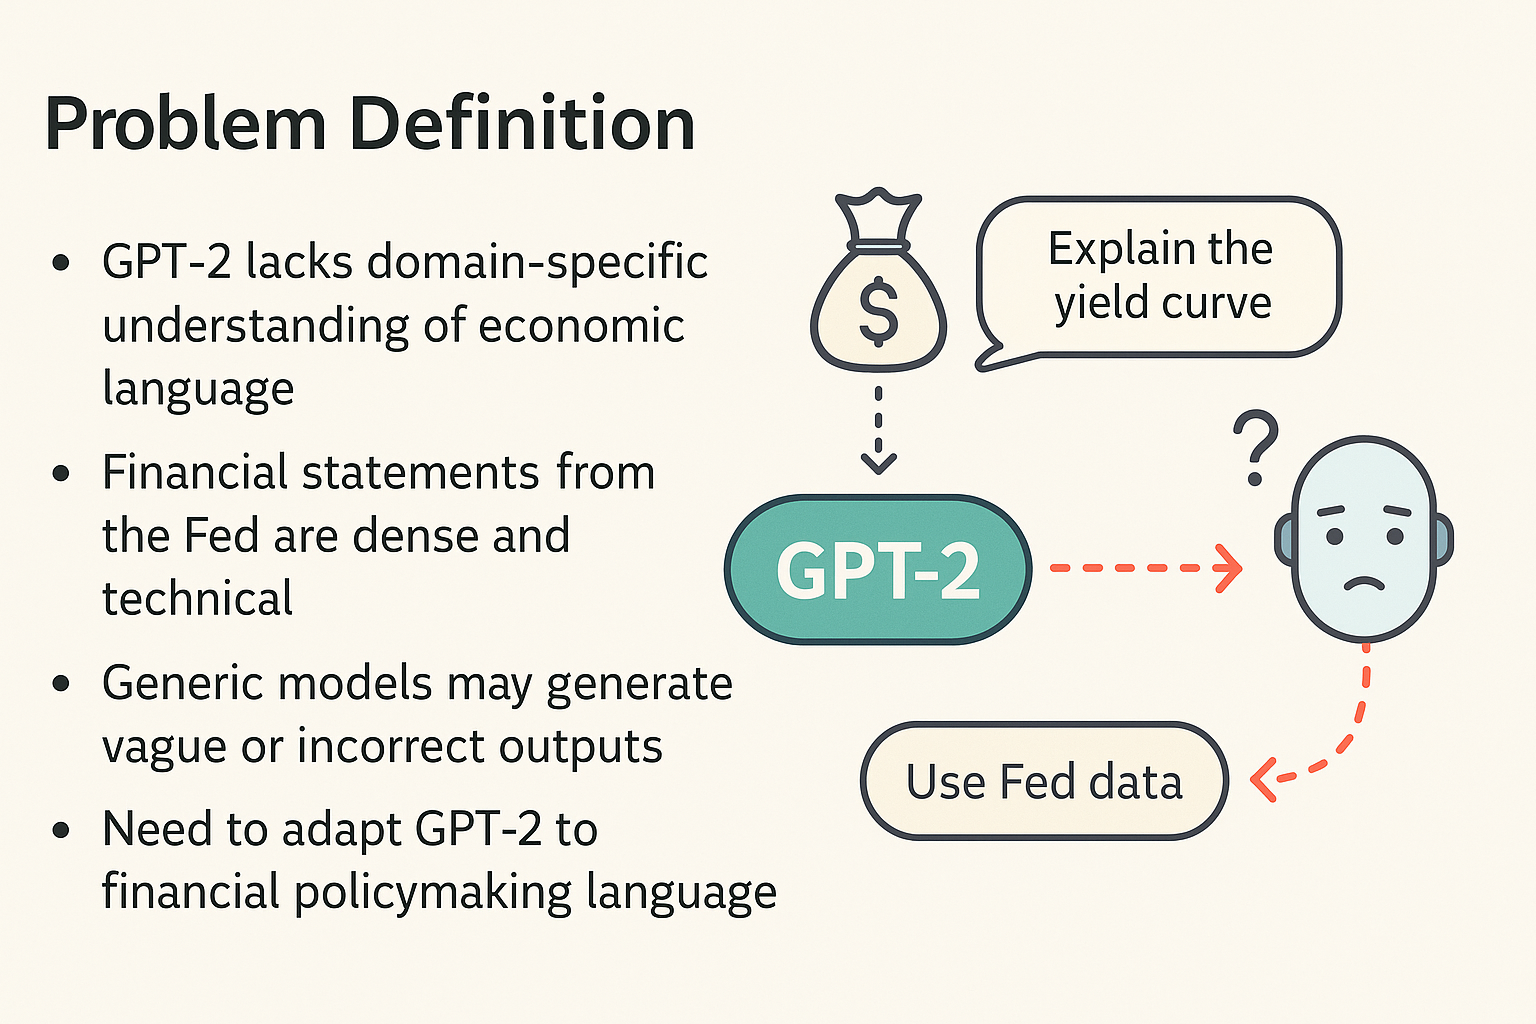 Problem Definition
• GPT-2 lacks domain-specific
understanding of economic
language
• Financial statements from
the Fed are dense and
technical
• Generic models may generate
vague or incorrect outputs
• Need to adapt GPT-2 to
financial policymaking language
$
Explain the
yield curve
?
GPT-2
Use Fed data